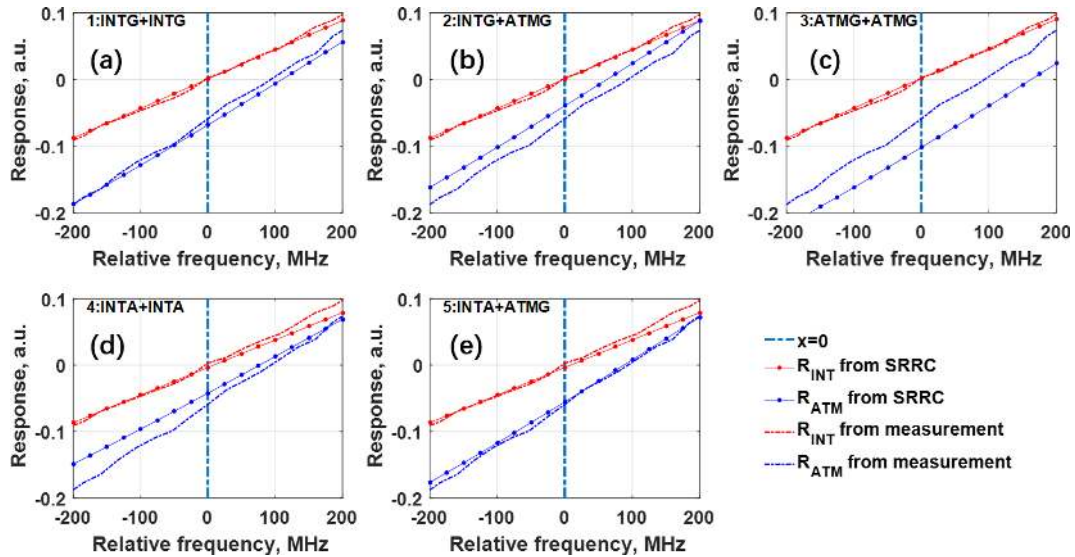 1:INTG+INTG
(a)
0.1
0
-0.1
-0.2
Response, a.u.
-200 -100 0 100 200
Relative frequency, MHz
2:INTG+ATMG
(b)
0.1
0
-0.1
-0.2
Response, a.u.
-200 -100 0 100 200
Relative frequency, MHz
3:ATMG+ATMG
(c)
0.1
0
-0.1
-0.2
Response, a.u.
-200 -100 0 100 200
Relative frequency, MHz
4:INTA+INTA
(d)
0.1
0
-0.1
-0.2
Response, a.u.
-200 -100 0 100 200
Relative frequency, MHz
5:INTA+ATMG
(e)
0.1
0
-0.1
-0.2
Response, a.u.
-200 -100 0 100 200
Relative frequency, MHz
x=0
R_INT from SRRC
R_ATM from SRRC
R_INT from measurement
R_ATM from measurement